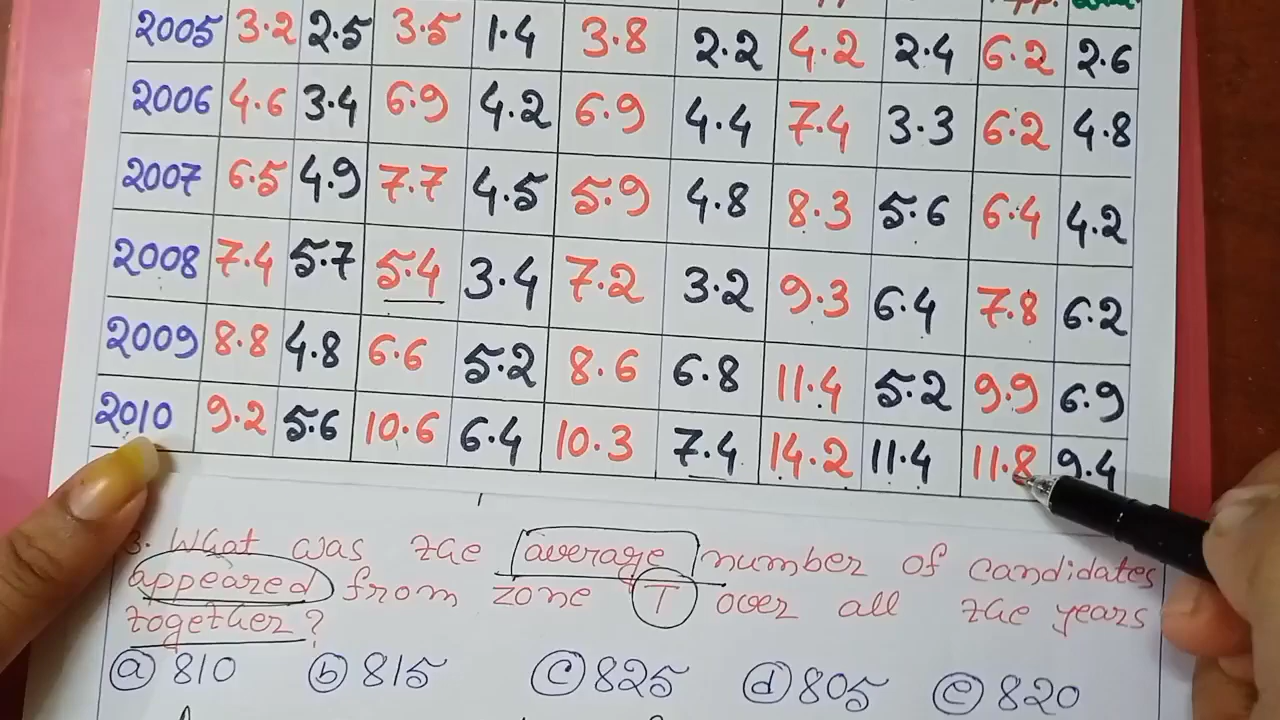 2005 3.2 2.5 3.5 1.4 3.8 2.2 4.2 2.4 6.2 2.6
2006 4.6 3.4 6.9 4.2 6.9 4.4 7.4 3.3 6.2 4.8
2007 6.5 4.9 7.7 4.5 5.9 4.8 8.3 5.6 6.4 4.2
2008 7.4 5.7 5.4 3.4 7.2 3.2 9.3 6.4 7.8 6.2
2009 8.8 4.8 6.6 5.2 8.6 6.8 11.4 5.2 9.9 6.9
2010 9.2 5.6 10.6 6.4 10.3 7.4 14.2 11.4 11.8 9.4
3. What was the average number of candidates
appeared from zone 'T' over all the years
together?
(a) 810 (b) 815 (c) 825 (d) 805 (e) 820